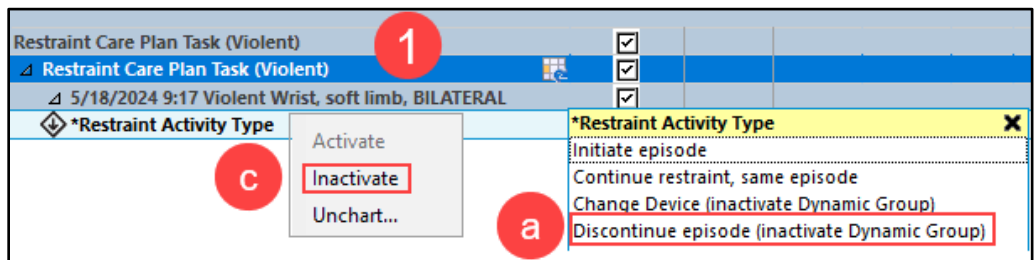 Restraint Care Plan Task (Violent)
1
Restraint Care Plan Task (Violent)
5/18/2024 9:17 Violent Wrist, soft limb, BILATERAL
*Restraint Activity Type
Activate
c
Inactivate
Unchart...
*Restraint Activity Type
Initiate episode
Continue restraint, same episode
Change Device (inactivate Dynamic Group)
a
Discontinue episode (inactivate Dynamic Group)